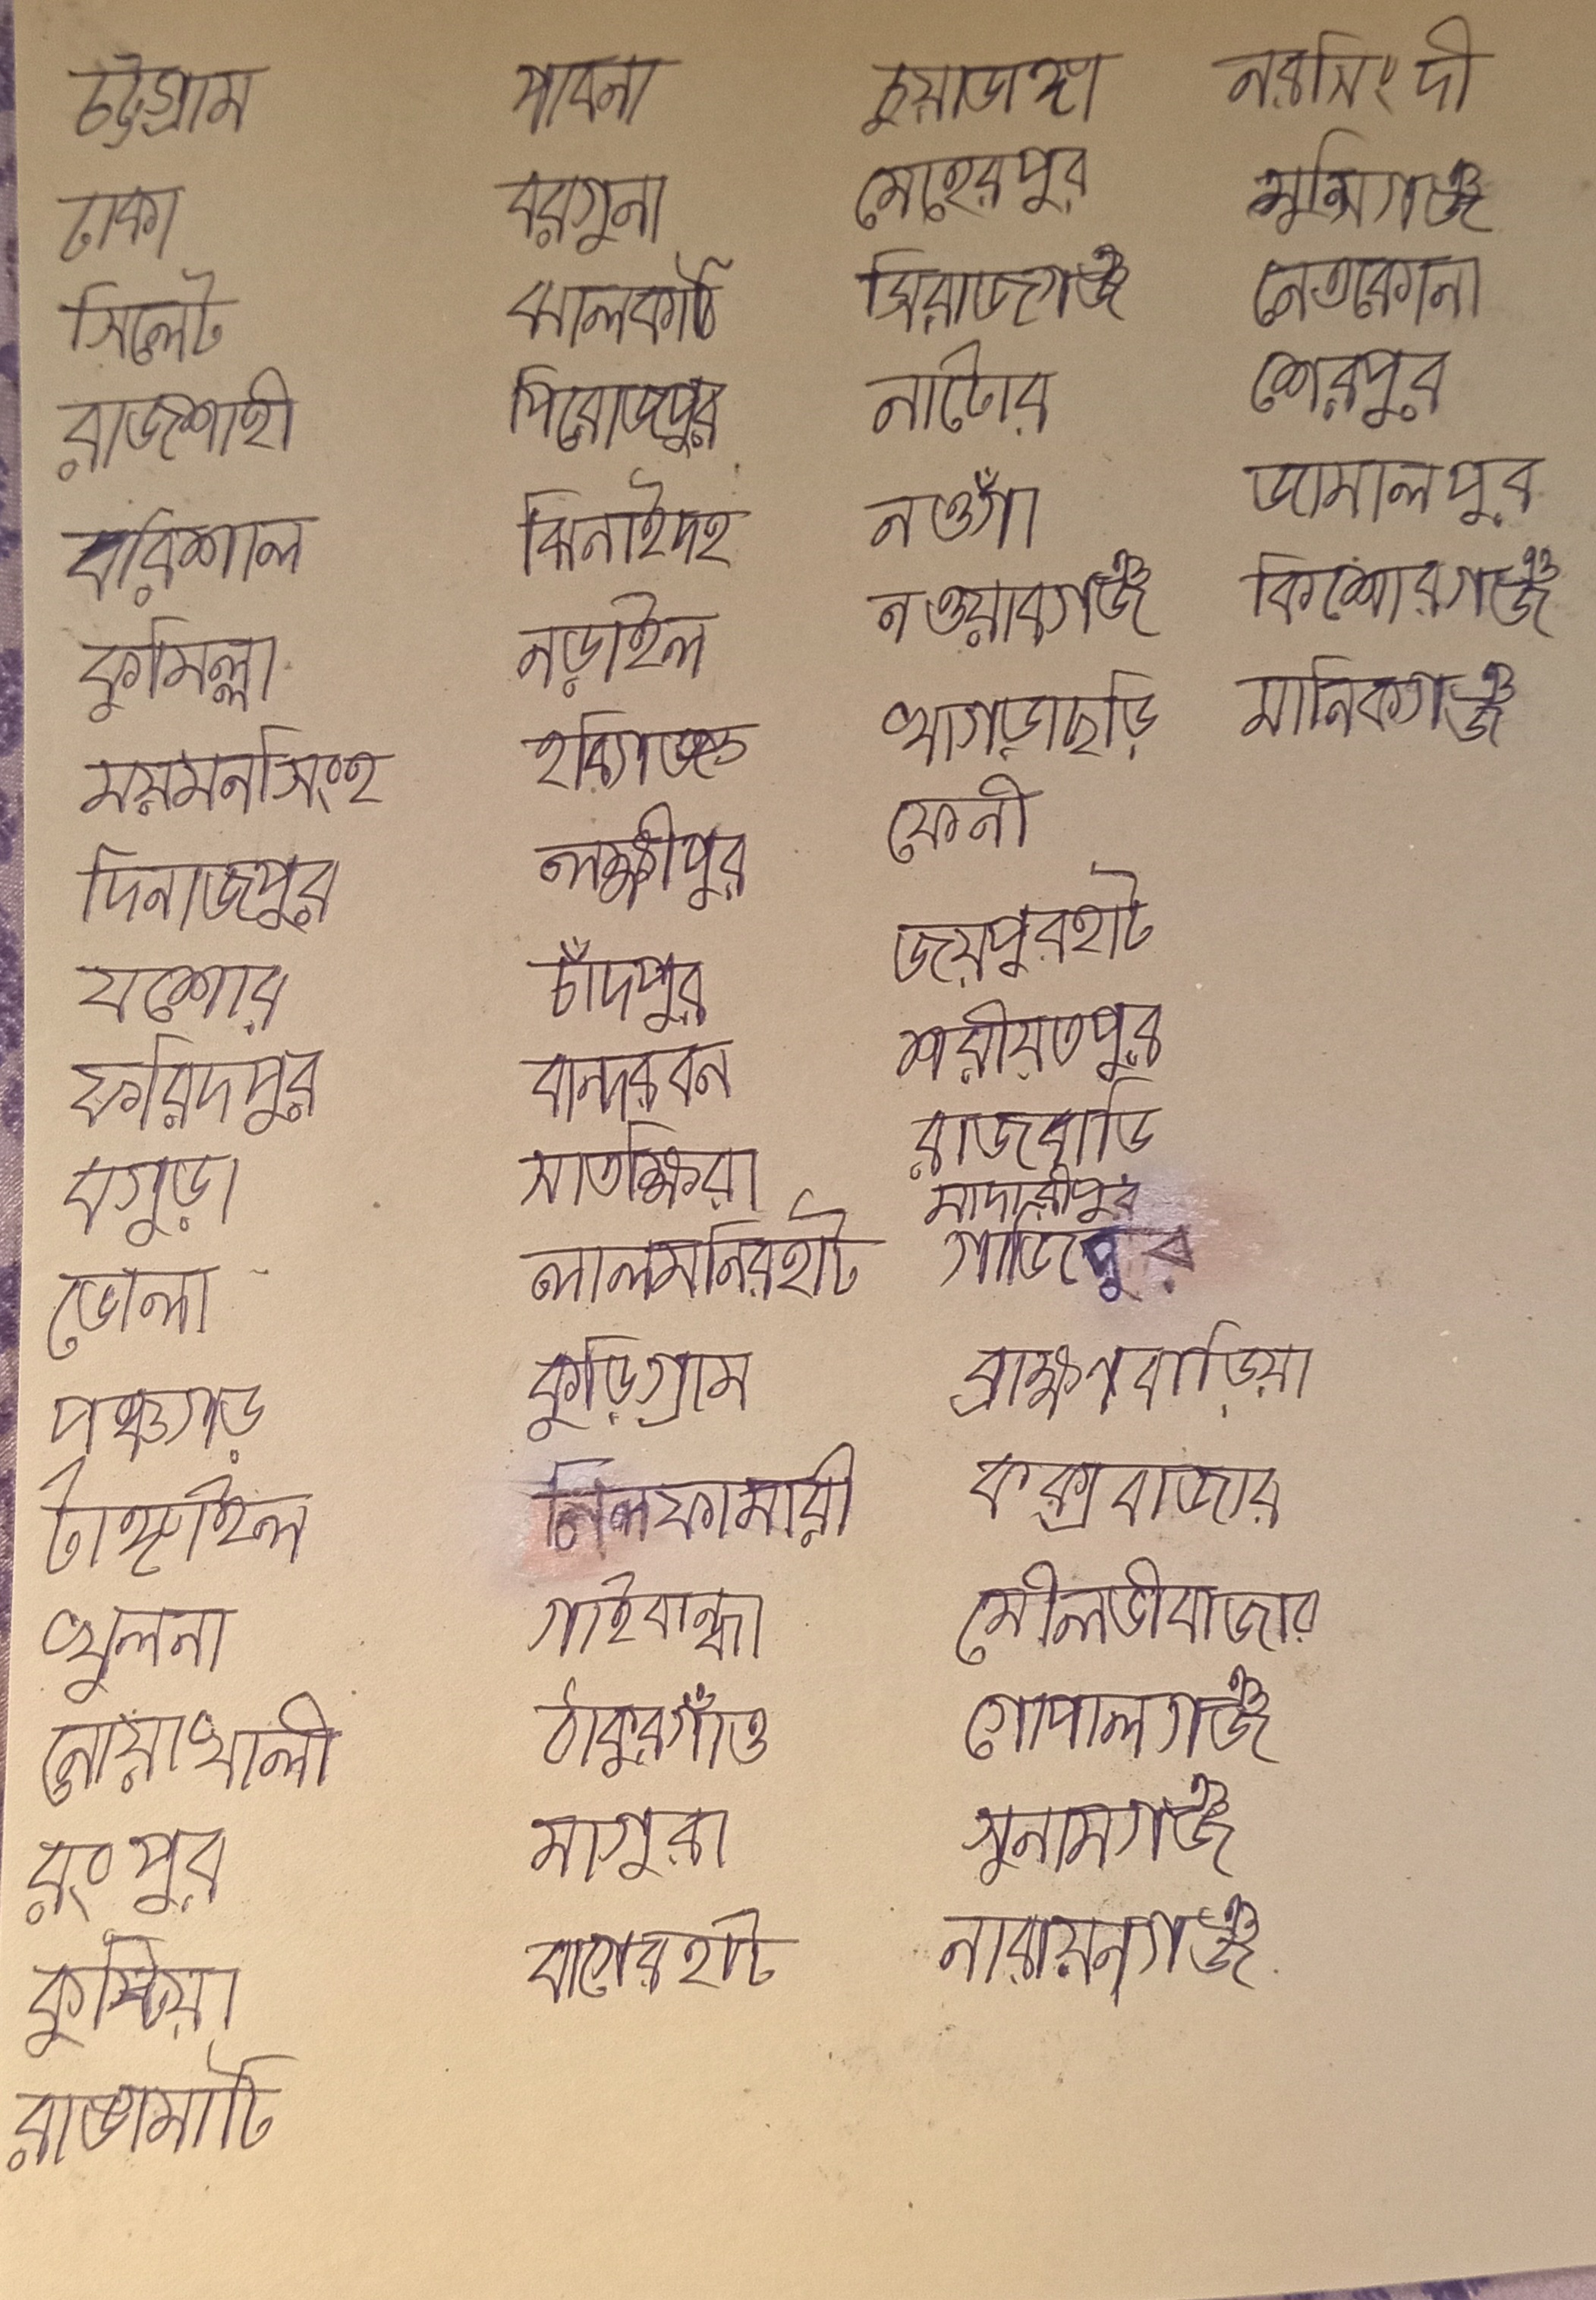 চট্টগ্রাম
ঢাকা
সিলেট
রাজশাহী
বরিশাল
কুমিল্লা
ময়মনসিংহ
দিনাজপুর
যশোর
ফরিদপুর
বগুড়া
ভোলা
পঞ্চগড়
টাঙ্গাইল
খুলনা
নোয়াখালী
রংপুর
কুষ্টিয়া
রাঙামাটি
পাবনা
বরগুনা
ঝালকাঠি
পিরোজপুর
ঝিনাইদহ
নড়াইল
হবিগঞ্জ
লক্ষীপুর
চাঁদপুর
বান্দরবন
সাতক্ষিরা
লালমনিরহাট
কুড়িগ্রাম
নিলফামারী
গাইবান্ধা
ঠাকুরগাঁও
মাগুরা
বাগেরহাট
চুয়াডাঙ্গা
মেহেরপুর
সিরাজগঞ্জ
নাটোর
নওগাঁ
নওয়াবগঞ্জ
খাগড়াছড়ি
ফেনী
জয়পুরহাট
শরীয়তপুর
রাজবাডি
মাদারীপুর
গাজিপুর
ব্রাক্ষণবাড়িয়া
কক্সবাজার
মৌলভীবাজার
গোপালগঞ্জ
সুনামগঞ্জ
নারায়নগঞ্জ
নরসিংদী
মুন্সিগঞ্জ
নেত্রকোনা
শেরপুর
জামালপুর
কিশোরগঞ্জ
মানিকগঞ্জ